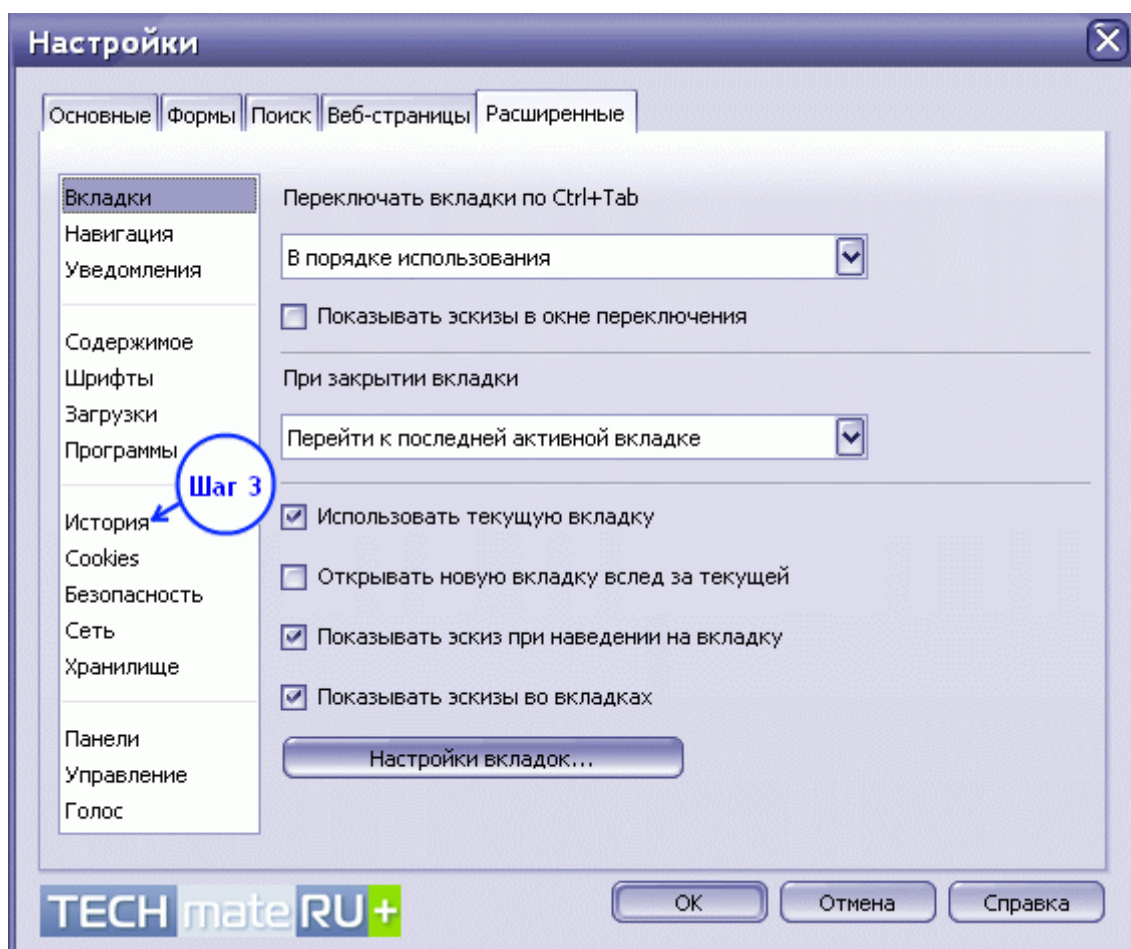 Настройки
Основные Формы Поиск Веб-страницы Расширенные
Вкладки
Навигация
Уведомления
Содержимое
Шрифты
Загрузки
Программы
Шаг 3
История
Cookies
Безопасность
Сеть
Хранилище
Панели
Управление
Голос
Переключать вкладки по Ctrl+Tab
В порядке использования
Показывать эскизы в окне переключения
При закрытии вкладки
Перейти к последней активной вкладке
Использовать текущую вкладку
Открывать новую вкладку вслед за текущей
Показывать эскиз при наведении на вкладку
Показывать эскизы во вкладках
Настройки вкладок...
TECH mate RU+
OK Отмена Справка